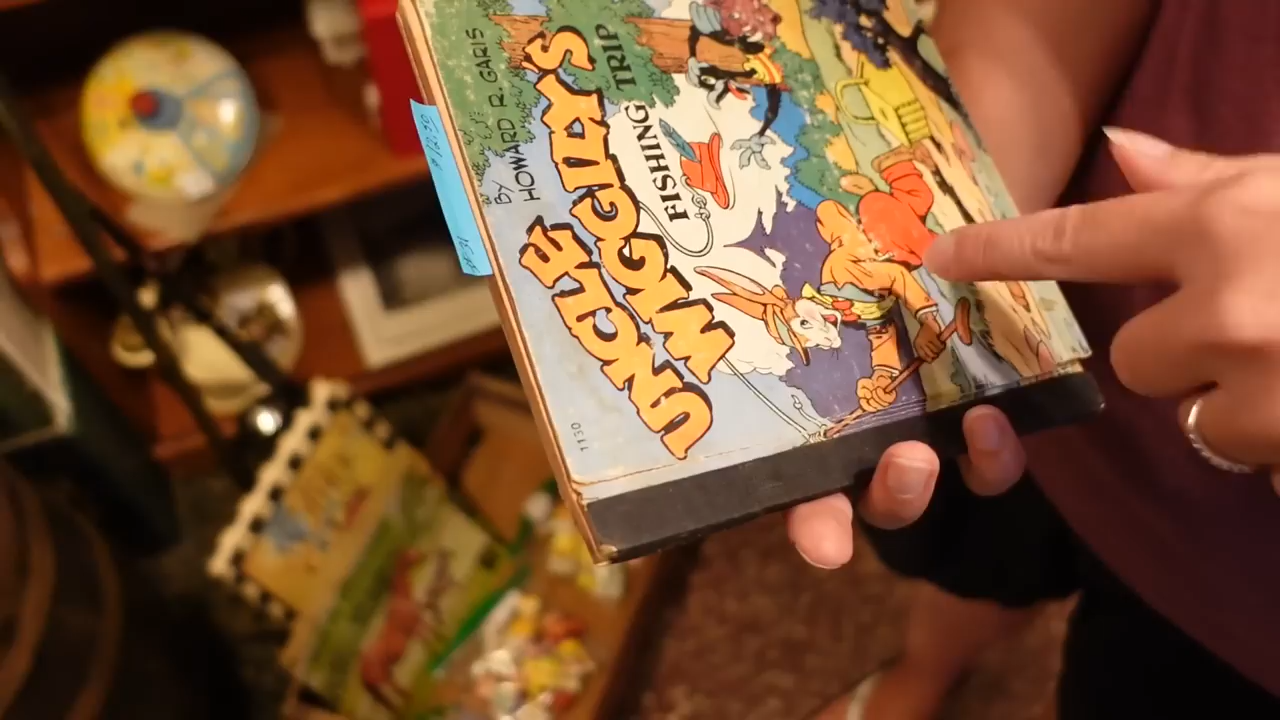 BY
HOWARD R. GARIS
UNCLE
WIGGILY'S
FISHING TRIP
1130